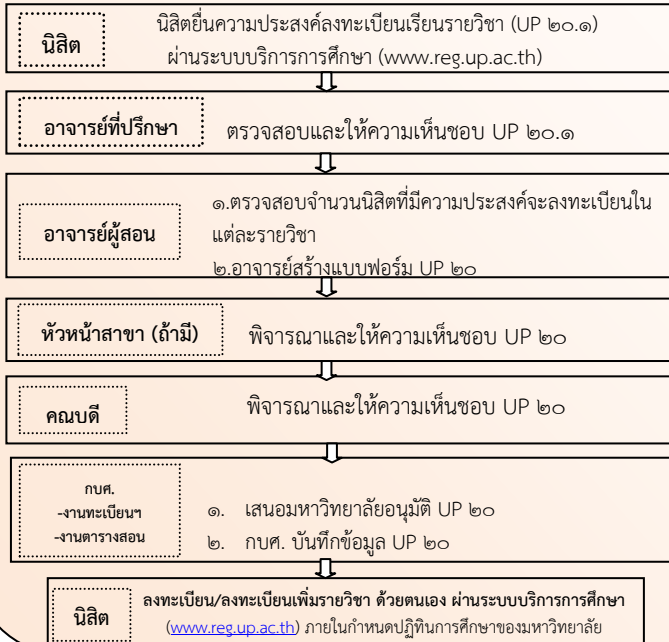 นิสิต
นิสิตยื่นความประสงค์ลงทะเบียนเรียนรายวิชา (UP ๒๐.๑)
ผ่านระบบบริการการศึกษา (www.reg.up.ac.th)
อาจารย์ที่ปรึกษา
ตรวจสอบและให้ความเห็นชอบ UP ๒๐.๑
อาจารย์ผู้สอน
๑.ตรวจสอบจำนวนนิสิตที่มีความประสงค์จะลงทะเบียนใน
แต่ละรายวิชา
๒.อาจารย์สร้างแบบฟอร์ม UP ๒๐
หัวหน้าสาขา (ถ้ามี)
พิจารณาและให้ความเห็นชอบ UP ๒๐
คณบดี
พิจารณาและให้ความเห็นชอบ UP ๒๐
กบศ.
-งานทะเบียนฯ
-งานตารางสอน
๑. เสนอมหาวิทยาลัยอนุมัติ UP ๒๐
๒. กบศ. บันทึกข้อมูล UP ๒๐
นิสิต
ลงทะเบียน/ลงทะเบียนเพิ่มรายวิชา ด้วยตนเอง ผ่านระบบบริการการศึกษา
(www.reg.up.ac.th) ภายในกำหนดปฏิทินการศึกษาของมหาวิทยาลัย